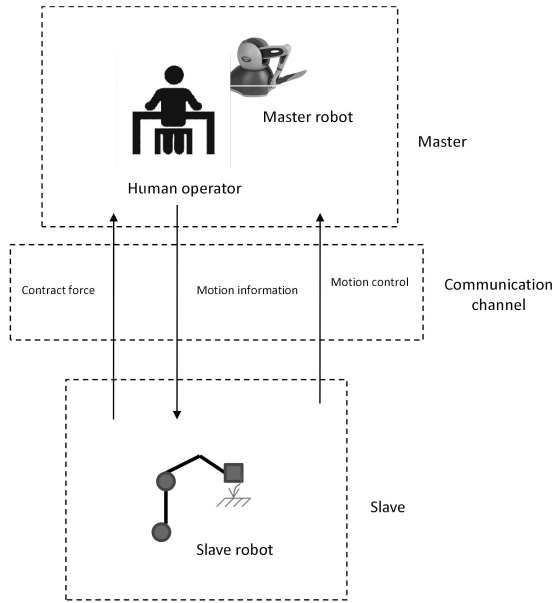 Master robot
Master
Human operator
Contract force
Motion information
Motion control
Communication
channel
Slave
Slave robot